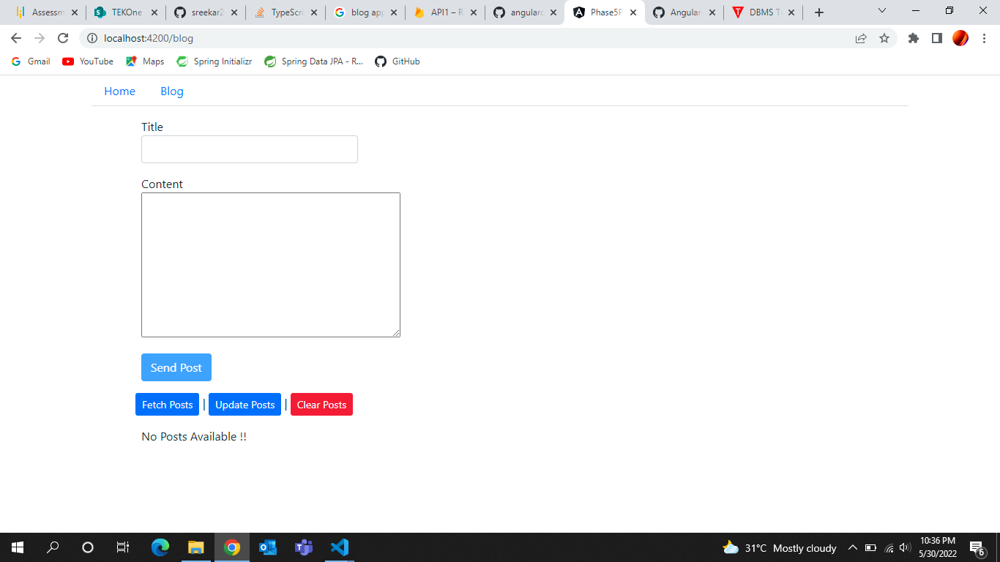 Assessm TEKOne sreekar2 TypeScri blog app API1 – R angularc Phase5P Angular DBMS T
localhost:4200/blog
Gmail YouTube Maps Spring Initializr Spring Data JPA - R... GitHub
Home Blog
Title
Content
Send Post
Fetch Posts | Update Posts | Clear Posts
No Posts Available !!
31°C Mostly cloudy
10:36 PM
5/30/2022
6